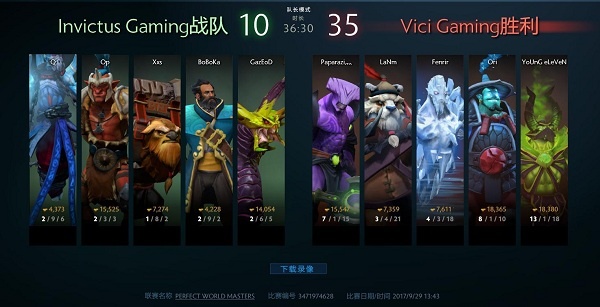 Invictus Gaming战队 10 队长模式 时长 36:30 35 Vici Gaming胜利
Q Op Xxs BoBoKa GazEoD Paparazi... LaNm Fenrir Ori YoUnG eLeVeN
4,373 15,525 7,274 4,228 14,054 15,547 7,359 7,611 18,365 18,380
2 / 9 / 6 2 / 3 / 3 1 / 8 / 2 2 / 9 / 2 2 / 6 / 5 7 / 1 / 15 3 / 4 / 21 4 / 3 / 18 8 / 1 / 10 13 / 1 / 18
下载录像
联赛名称 PERFECT WORLD MASTERS 比赛编号 3471974628 比赛日期/时间 2017/9/29 13:43